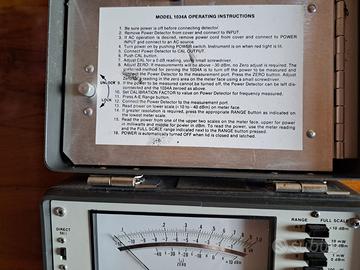 MODEL 1034A OPERATING INSTRUCTIONS
1. Be sure power is off before connecting detector.
2. Remove Power Detector from cover and connect to INPUT.
3. If AC operation is desired, remove power cord from cover and connect to POWER
INPUT and connect to an AC source.
4. Turn power on by pushing POWER switch. Instrument is on when red light is lit.
5. Connect Power Detector to CAL OUTPUT.
6. Push CAL button.
7. Adjust CAL for a 0 dB reading, using small screwdriver.
8. Adjust ZERO. If measurements will be above -30 dBm, no Zero adjust is required. The
preferred method for zeroing the 1034A is to turn off the power to be measured and
connect the Power Detector to the measurement port. Press the ZERO button. Adjust
reading is in the zero area on the meter face using a small screwdriver.
9. If the power to be measured cannot be turned off, the Power Detector can be left dis-
connected and the 1034A zeroed as above.
10. Set CALIBRATION FACTOR to value on Power Detector for frequency measured.
11. Press A-E Range button.
12. Connect the Power Detector to the measurement port.
13. Read power on lower scale (+10 to -40 dBm) on meter face.
14. If greater resolution is required, press the appropriate RANGE button as indicated on
the lowest meter scale.
15. Read the power from one of the upper two scales on the meter face, upper for power
in milliwatts and middle for power in dBm. To read the power, use the meter reading
and the FULL SCALE range indicated next to the RANGE button pressed.
16. POWER is automatically turned OFF when lid is closed and latched.
UNLOCK
LOCK
DIRECT
ZERO
RANGE FULL SCALE
+10 dBm